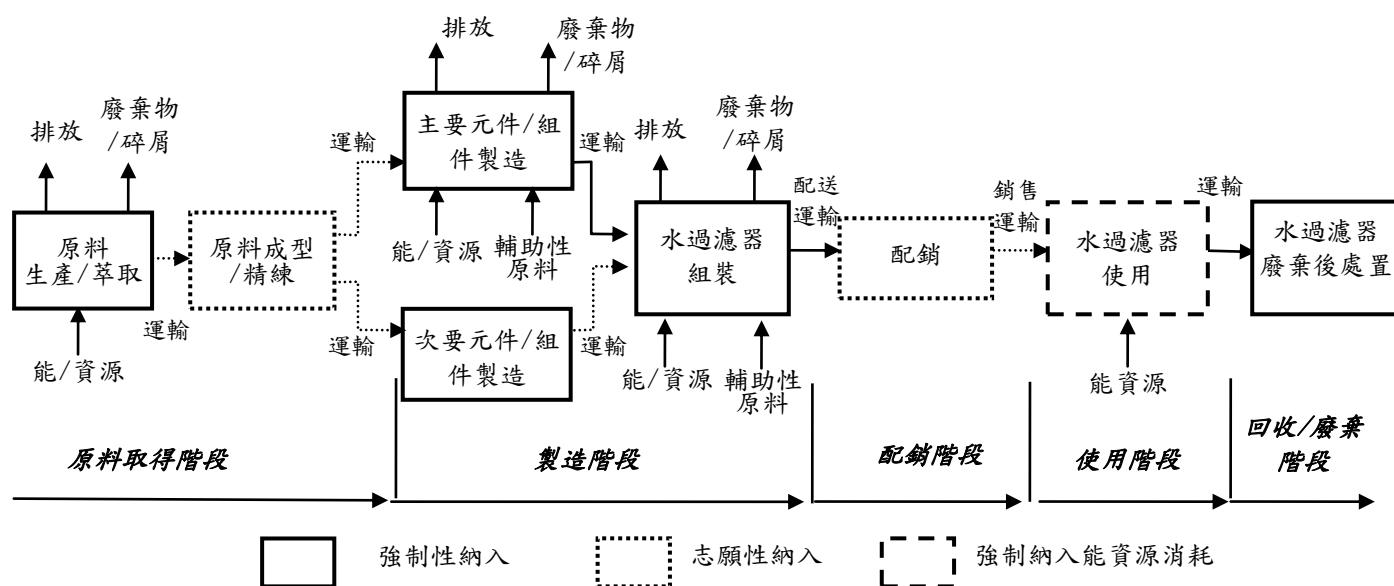 排放
廢棄物
/碎屑
排放
廢棄物
/碎屑
運輸
主要元件/組
件製造
運輸
排放
廢棄物
/碎屑
原料
生產/萃取
運輸
原料成型
/精練
能/資源
輔助性
原料
水過濾器
組裝
配送
運輸
配銷
銷售
運輸
水過濾器
使用
運輸
水過濾器
廢棄後處置
能/資源
運輸
次要元件/組
件製造
運輸
能/資源
輔助性
原料
能資源
原料取得階段
製造階段
配銷階段
使用階段
回收/廢棄
階段
強制性納入
志願性納入
強制納入能資源消耗